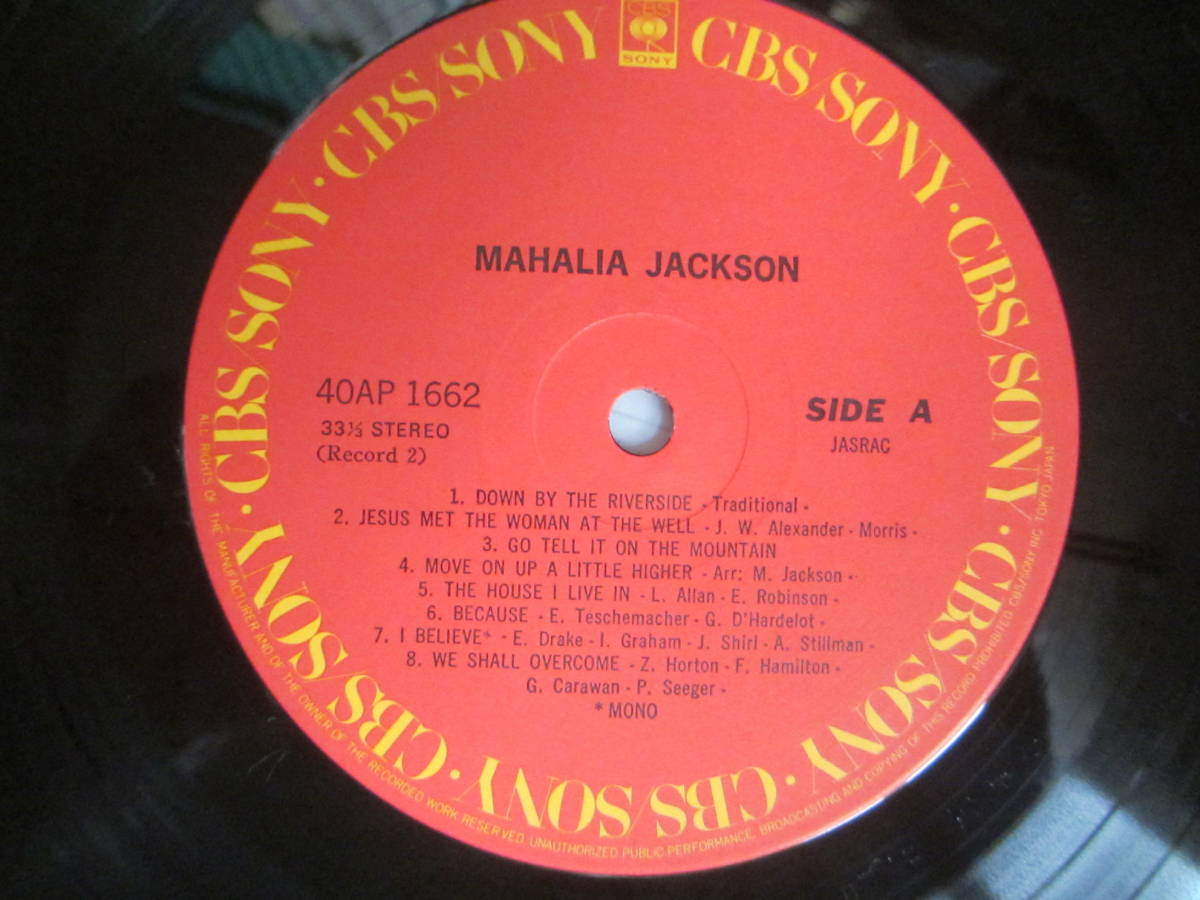 CBS
SONY
CBS/SONY · CBS/SONY · CBS/SONY · CBS/SONY · CBS/SONY · CBS/SONY · CBS/SONY · CBS/SONY
MAHALIA JACKSON
40AP 1662
33⅓ STEREO
(Record 2)
SIDE A
JASRAC
1. DOWN BY THE RIVERSIDE - Traditional -
2. JESUS MET THE WOMAN AT THE WELL - J. W. Alexander - Morris -
3. GO TELL IT ON THE MOUNTAIN
4. MOVE ON UP A LITTLE HIGHER - Arr: M. Jackson -
5. THE HOUSE I LIVE IN - L. Allan - E. Robinson -
6. BECAUSE - E. Teschemacher - G. D'Hardelot -
7. I BELIEVE* - E. Drake - I. Graham - J. Shirl - A. Stillman -
8. WE SHALL OVERCOME - Z. Horton - F. Hamilton -
G. Carawan - P. Seeger -
* MONO
ALL RIGHTS OF THE MANUFACTURER AND OF THE OWNER OF THE RECORDED WORK RESERVED. UNAUTHORIZED PUBLIC PERFORMANCE, BROADCASTING AND COPYING OF THIS RECORD PROHIBITED. CBS/SONY INC. TOKYO JAPAN